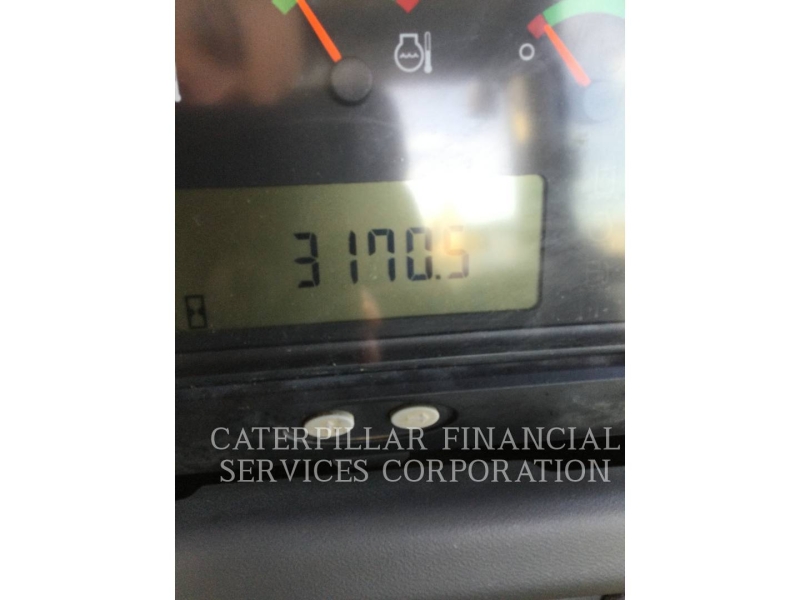 3170.5
CATERPILLAR FINANCIAL
SERVICES CORPORATION